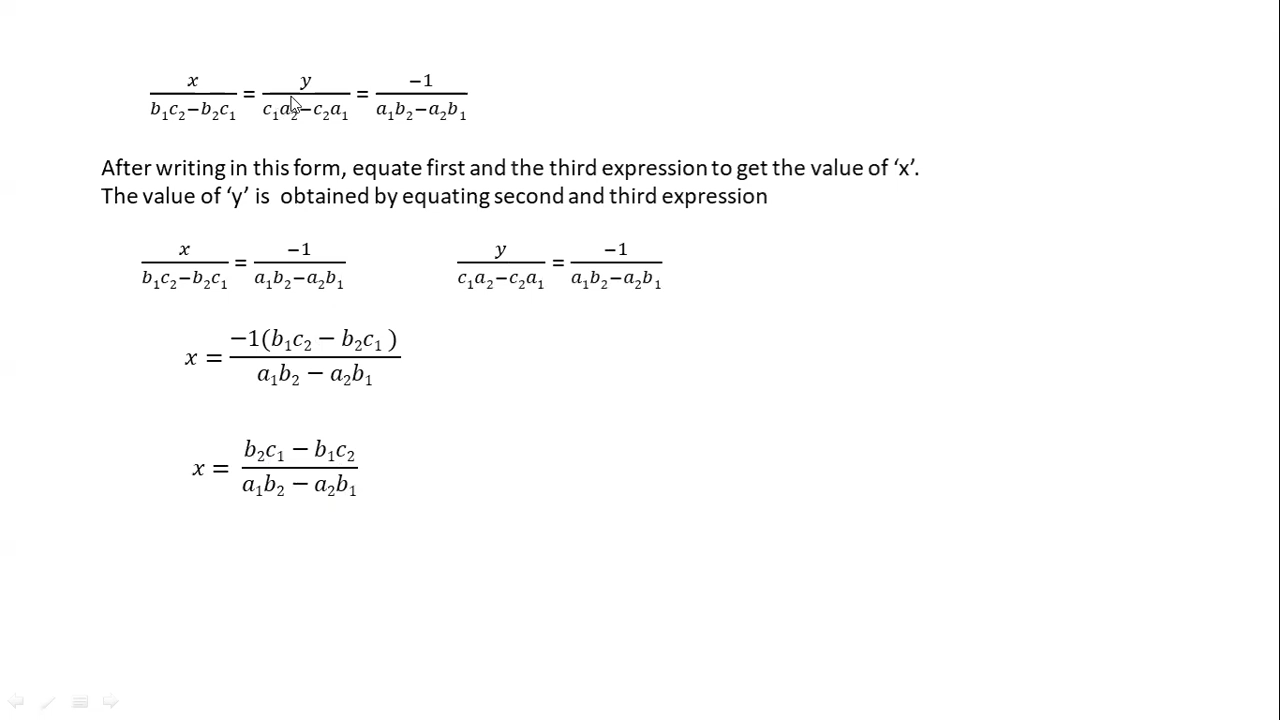 x/(b₁c₂−b₂c₁) = y/(c₁a₂−c₂a₁) = −1/(a₁b₂−a₂b₁)
After writing in this form, equate first and the third expression to get the value of ‘x’.
The value of ‘y’ is obtained by equating second and third expression
x/(b₁c₂−b₂c₁) = −1/(a₁b₂−a₂b₁) y/(c₁a₂−c₂a₁) = −1/(a₁b₂−a₂b₁)
x = −1(b₁c₂ − b₂c₁ )/(a₁b₂ − a₂b₁)
x = (b₂c₁ − b₁c₂)/(a₁b₂ − a₂b₁)